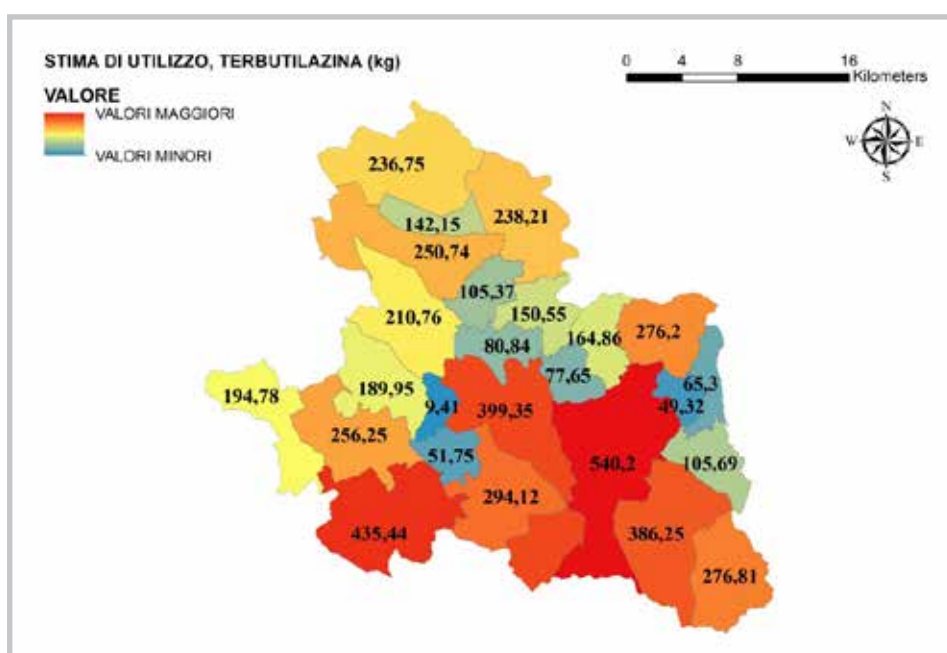 STIMA DI UTILIZZO, TERBUTILAZINA (kg)
VALORE
VALORI MAGGIORI
VALORI MINORI
0 4 8 16
Kilometers
N
W E
S
236,75
238,21
142,15
250,74
105,37
150,55
210,76
164,86
276,2
80,84
77,65
65,3
194,78
189,95
9,41
399,35
49,32
256,25
51,75
540,2
105,69
294,12
435,44
386,25
276,81